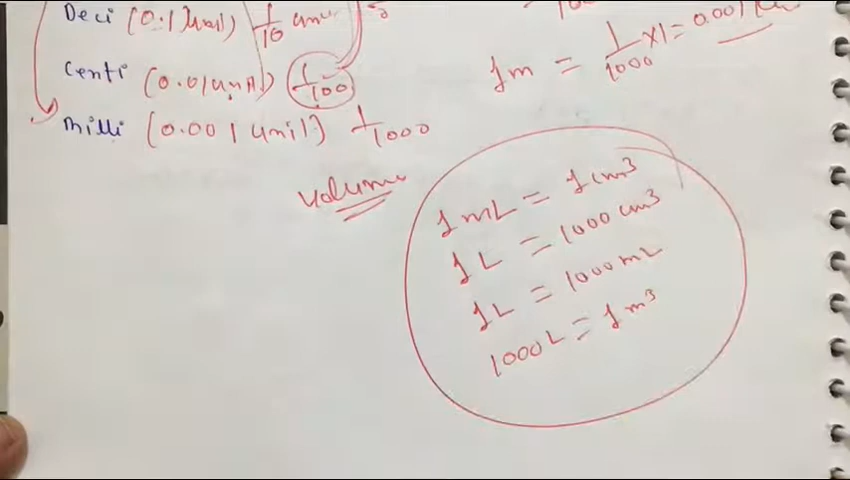 Deci (0.1) unit) 1/10 unit
Centi (0.01 unit) 1/100
milli (0.001 unit) 1/1000
1m = 1/1000 x1 = 0.001
volume
1 mL = 1 cm³
1 L = 1000 cm³
1 L = 1000 mL
1000 L = 1 m³